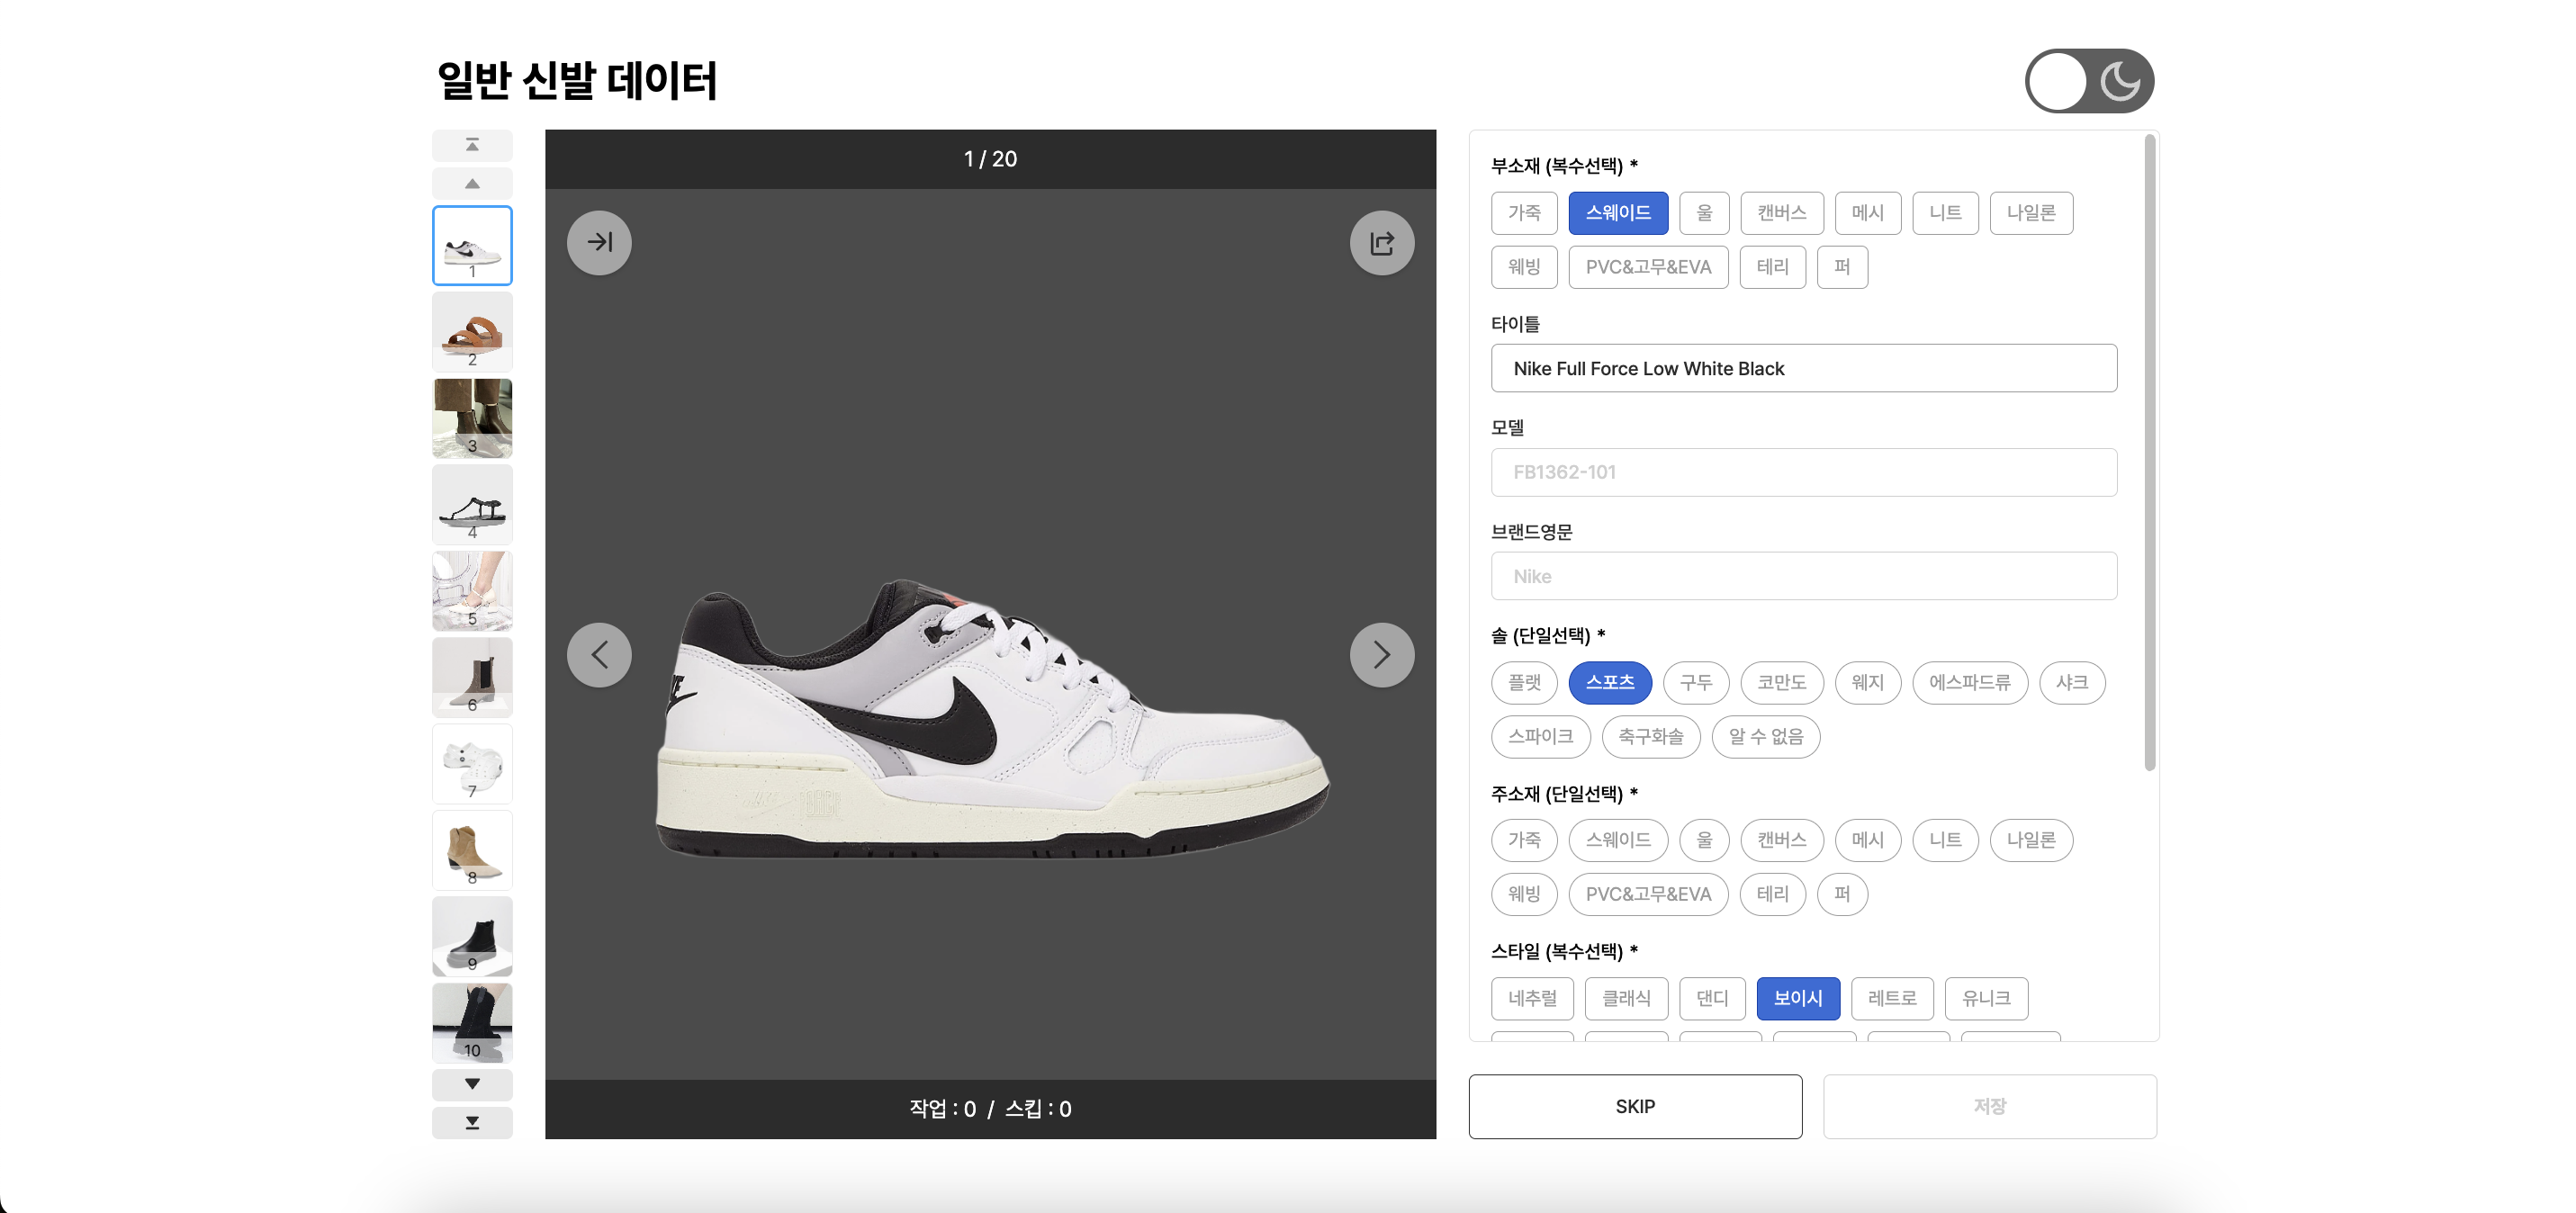 일반 신발 데이터
1
2
3
4
5
6
7
8
9
10
1 / 20
작업 : 0 / 스킵 : 0
부소재 (복수선택) *
가죽 스웨이드 울 캔버스 메시 니트 나일론
웨빙 PVC&고무&EVA 테리 퍼
타이틀
Nike Full Force Low White Black
모델
FB1362-101
브랜드영문
Nike
솔 (단일선택) *
플랫 스포츠 구두 코만도 웨지 에스파드류 샤크
스파이크 축구화솔 알 수 없음
주소재 (단일선택) *
가죽 스웨이드 울 캔버스 메시 니트 나일론
웨빙 PVC&고무&EVA 테리 퍼
스타일 (복수선택) *
네추럴 클래식 댄디 보이시 레트로 유니크
SKIP 저장